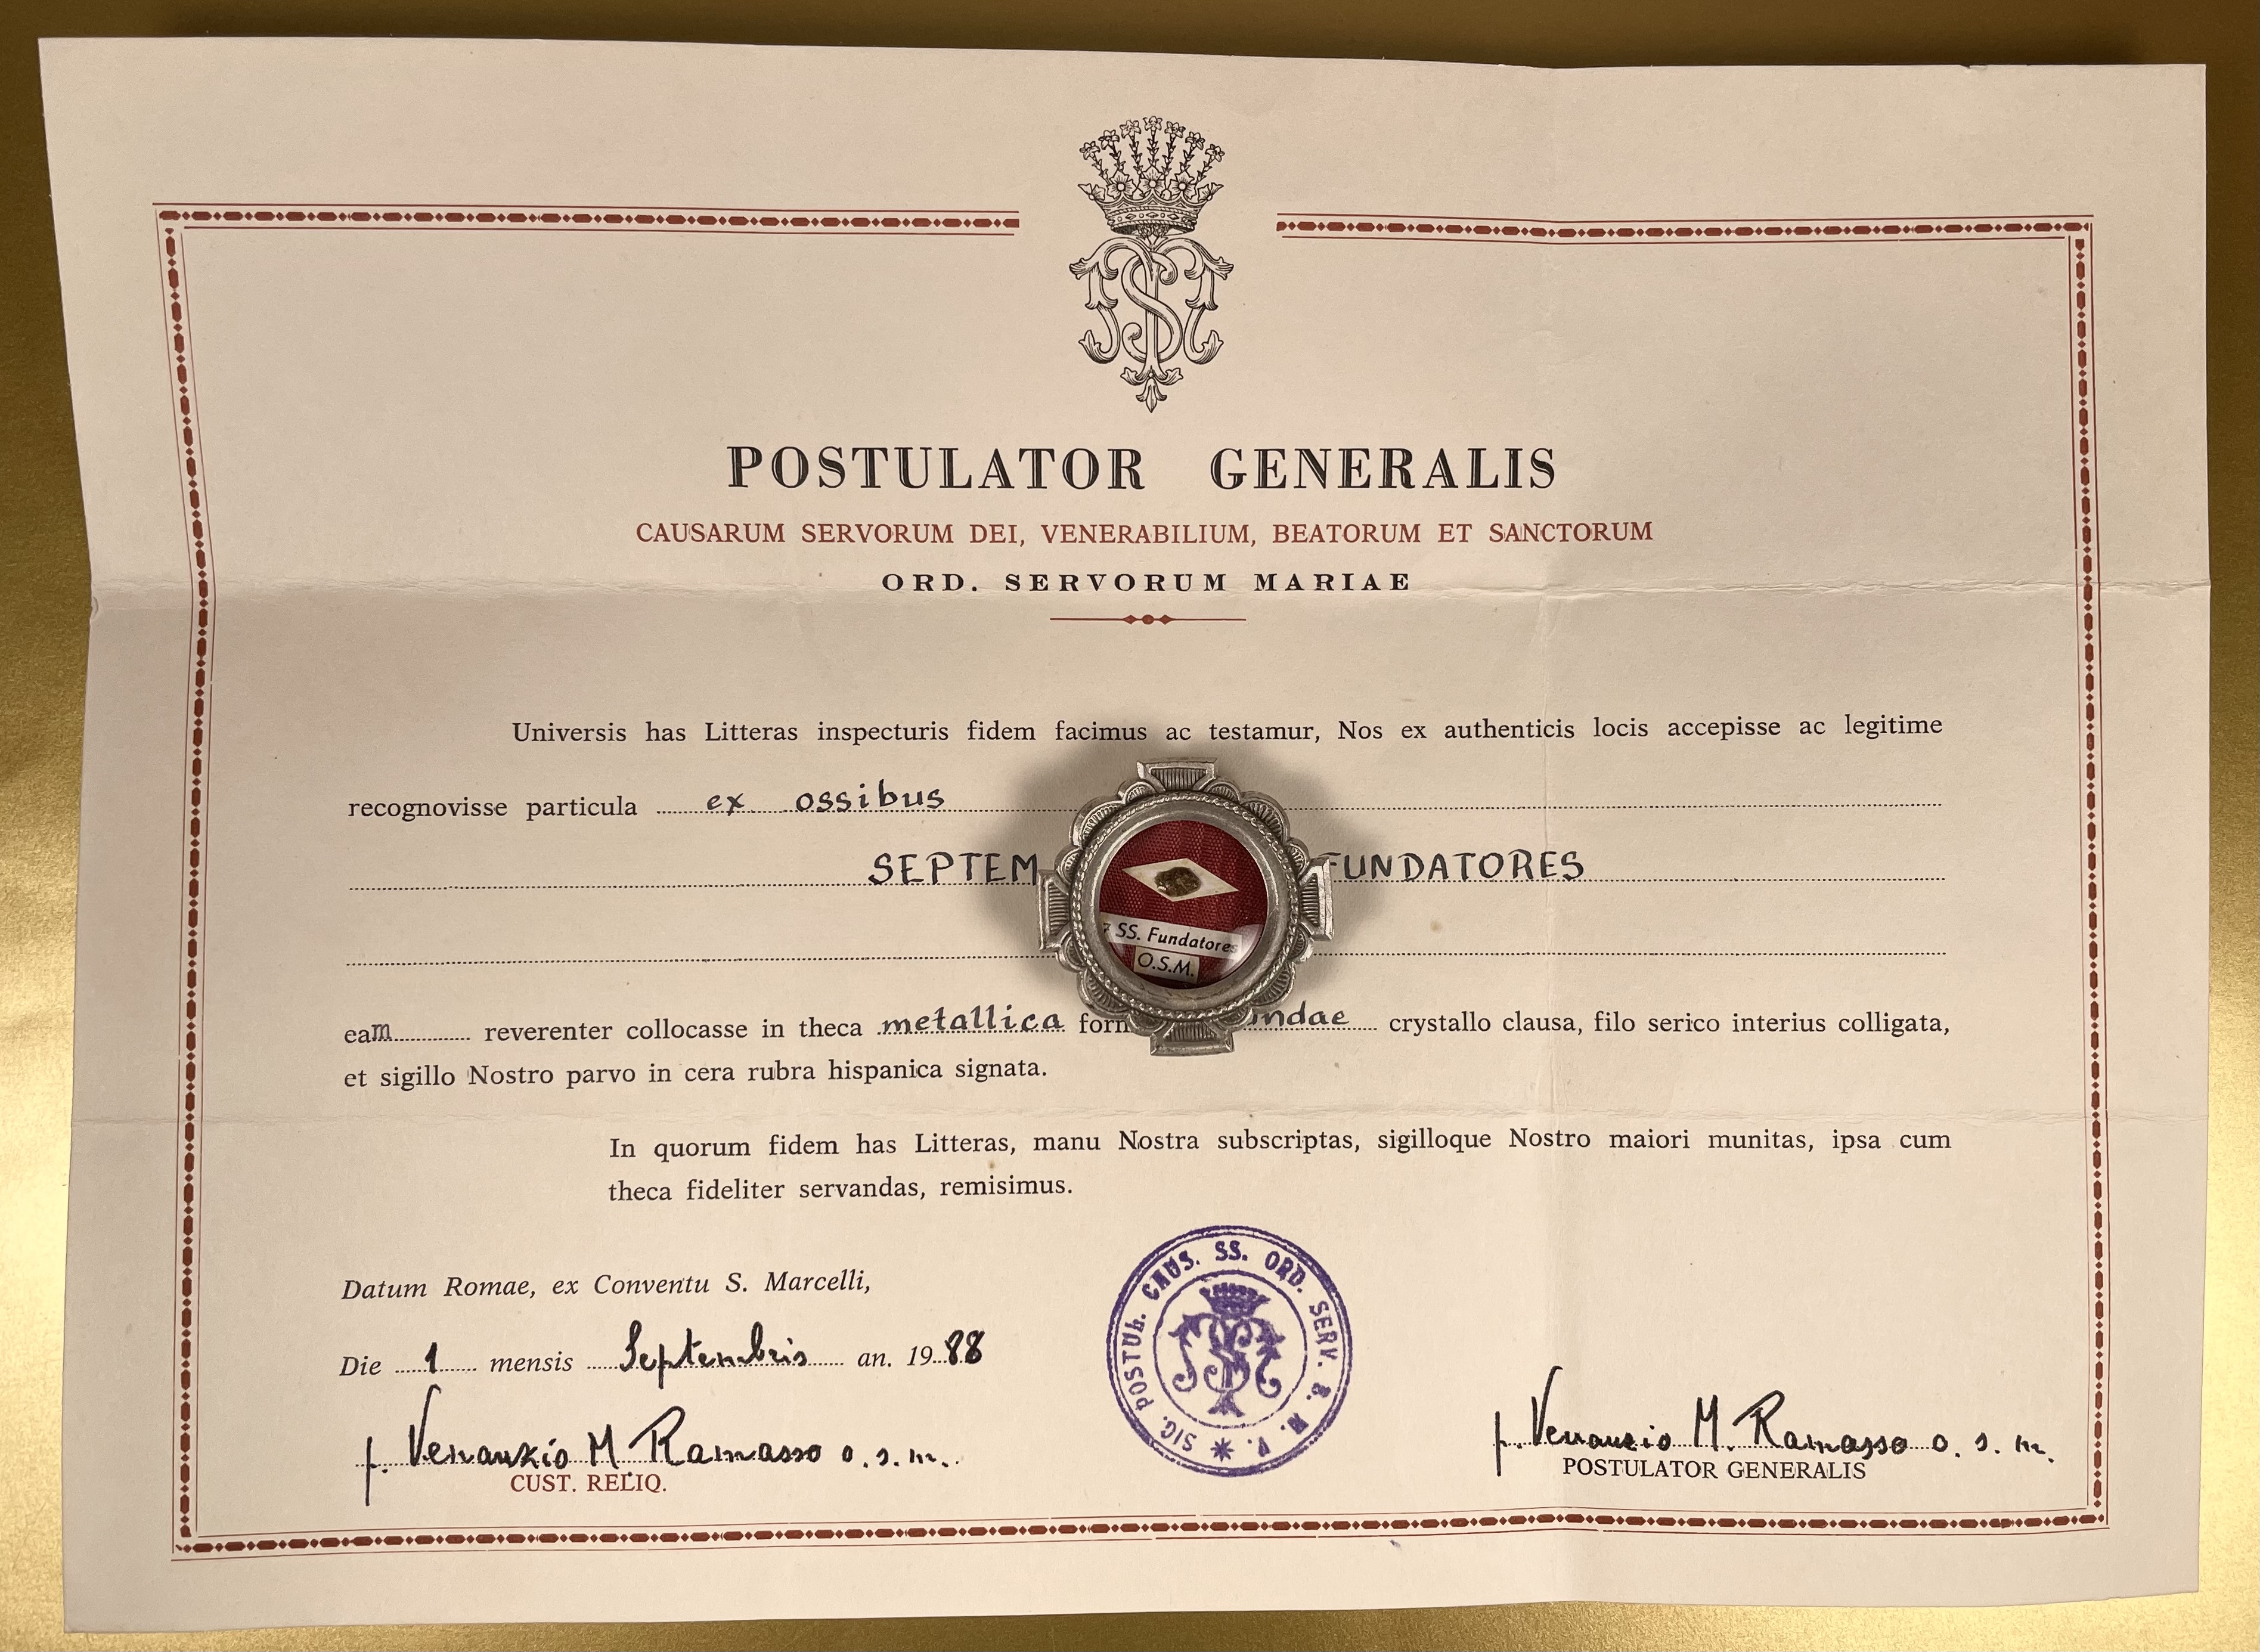 POSTULATOR GENERALIS
CAUSARUM SERVORUM DEI, VENERABILIUM, BEATORUM ET SANCTORUM
ORD. SERVORUM MARIAE
Universis has Litteras inspecturis fidem facimus ac testamur, Nos ex authenticis locis accepisse ac legitime
recognovisse particula ex ossibus
SEPTEM FUNDATORES
7 SS. Fundatores
O.S.M.
eam reverenter collocasse in theca metallica crystallo clausa, filo serico interius colligata,
et sigillo Nostro parvo in cera rubra hispanica signata.
In quorum fidem has Litteras, manu Nostra subscriptas, sigilloque Nostro maiori munitas, ipsa cum
theca fideliter servandas, remisimus.
Datum Romae, ex Conventu S. Marcelli,
Die 1 mensis Septembris an. 1988
SIG. POSTUL. CAUS. SS. ORD. SERV. B. M. V.
f. Venanzio M Ramasso o.s.m.
CUST. RELIQ.
f. Venanzio M. Ramasso o.s.m.
POSTULATOR GENERALIS